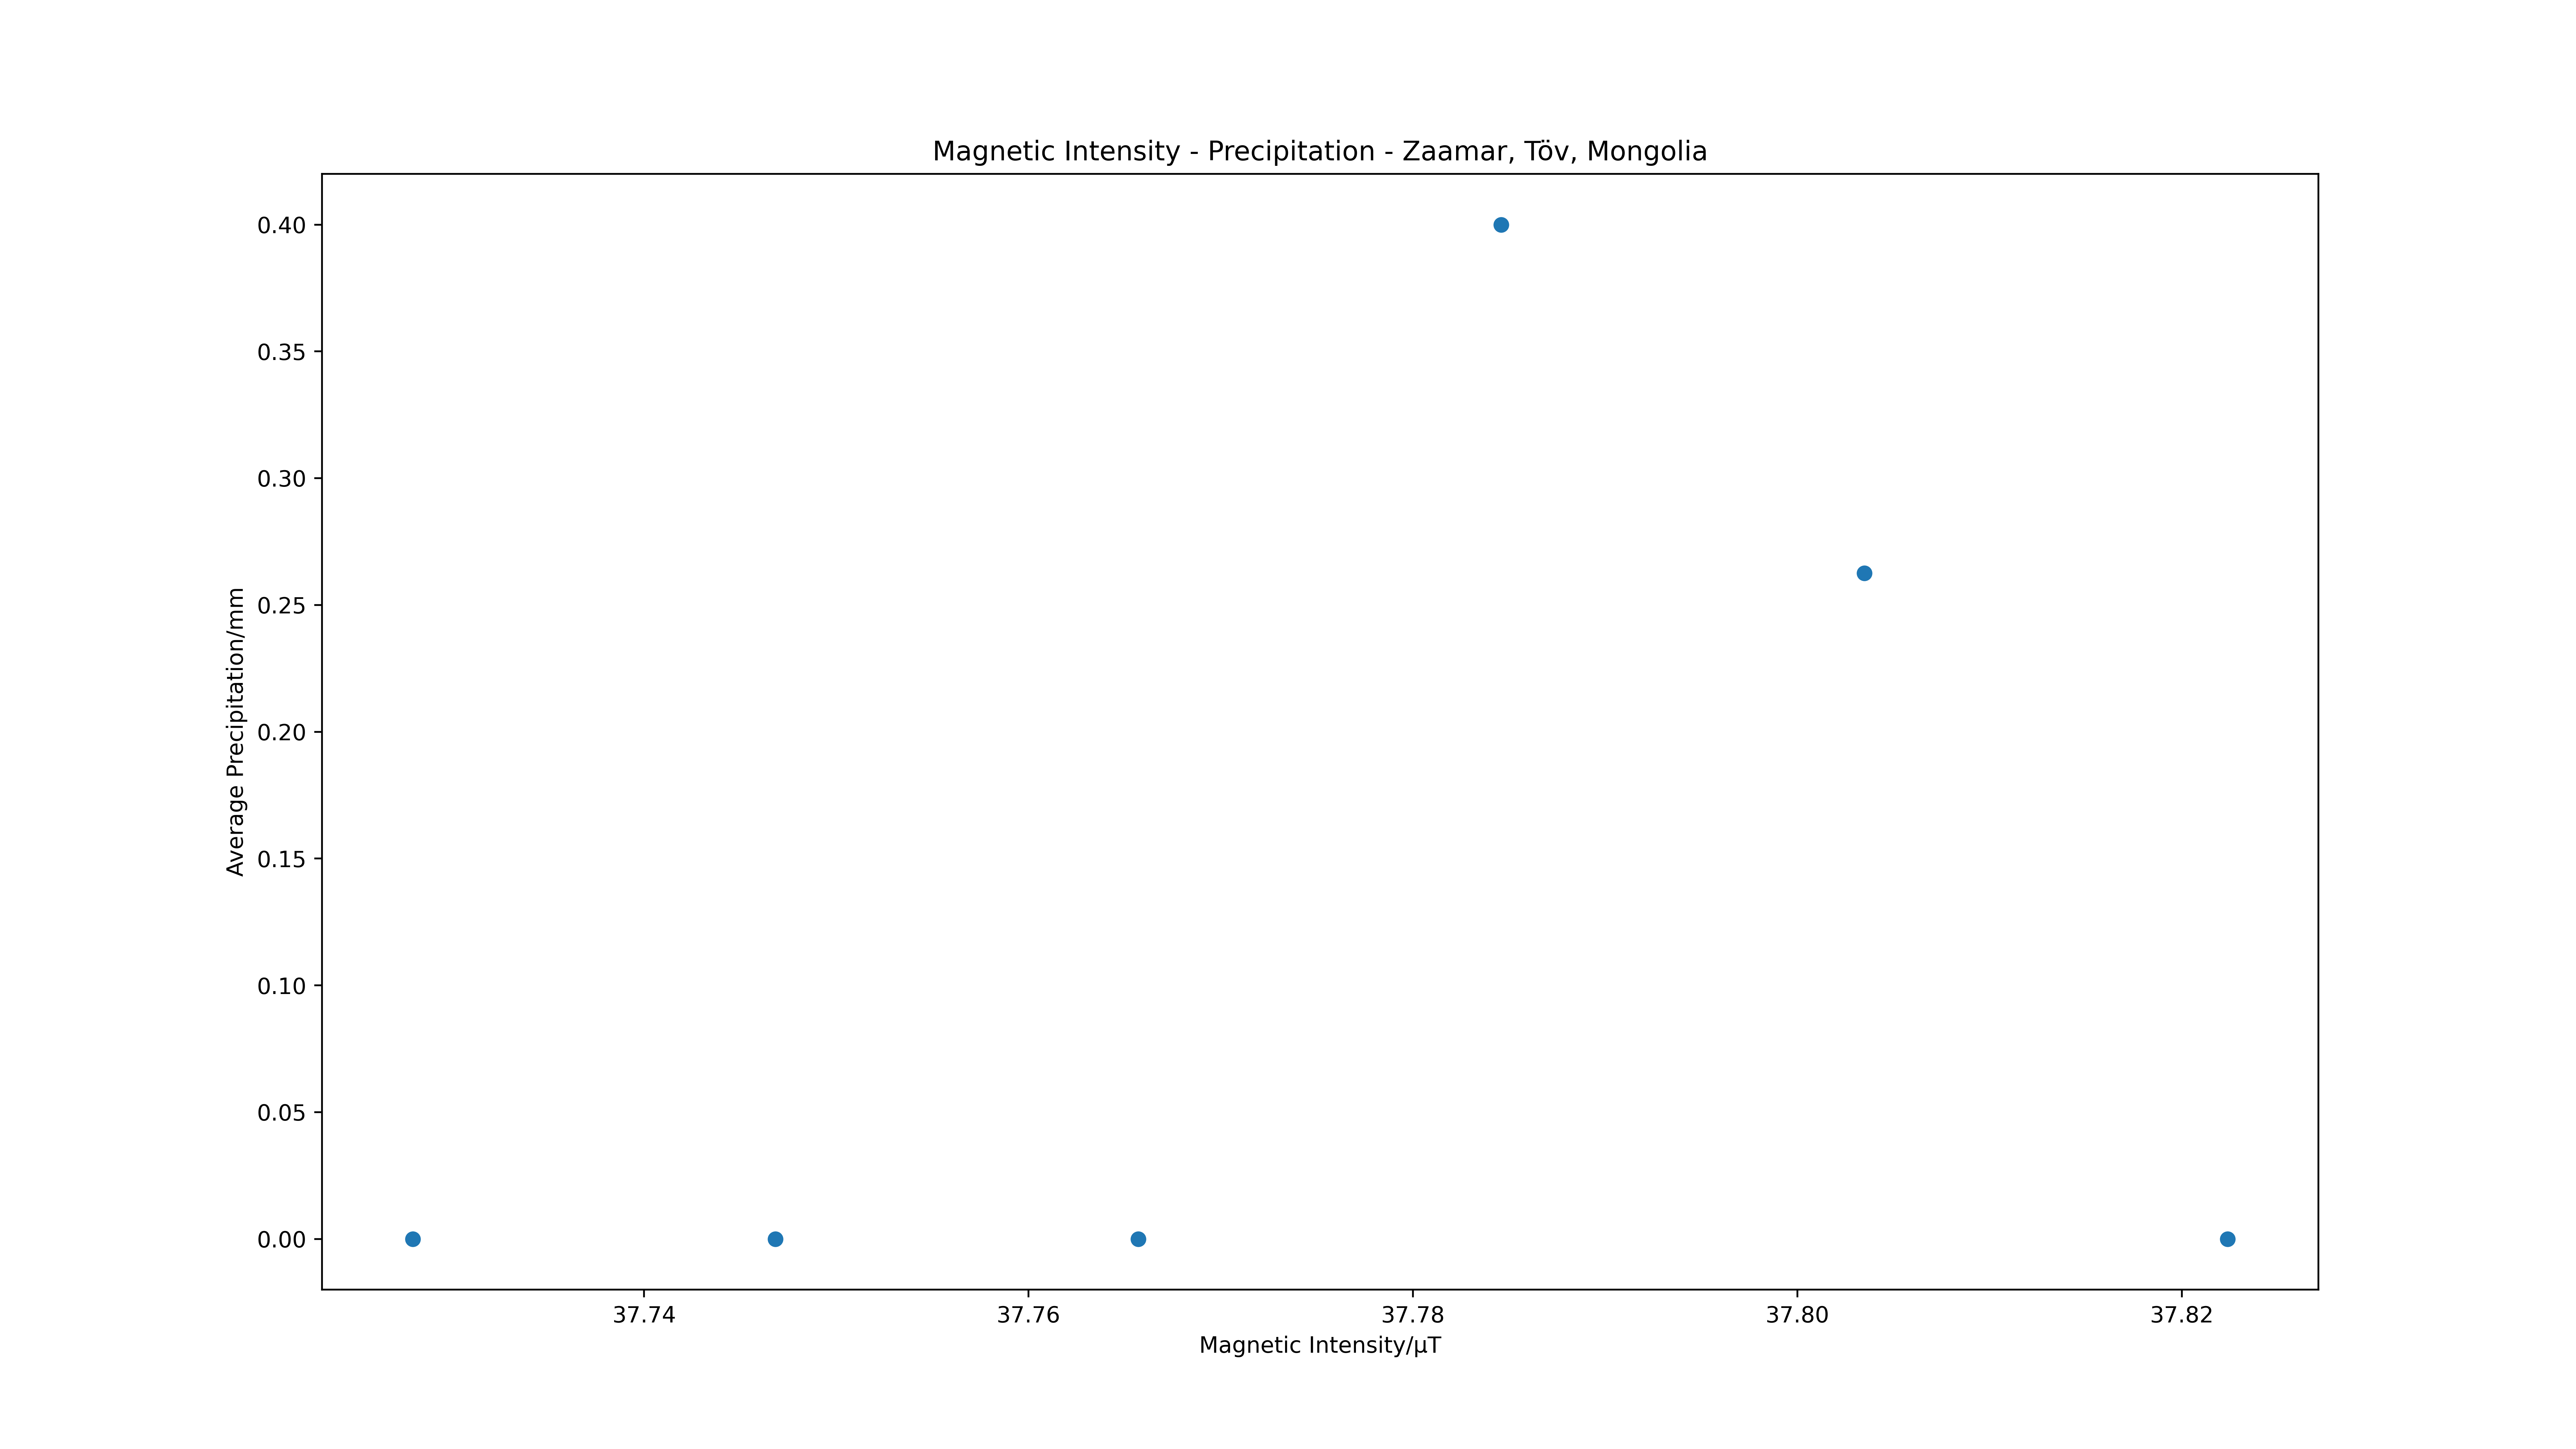 Magnetic Intensity - Precipitation - Zaamar, Töv, Mongolia
0.40
0.35
0.30
0.25
0.20
0.15
0.10
0.05
0.00
Average Precipitation/mm
37.74 37.76 37.78 37.80 37.82
Magnetic Intensity/μT